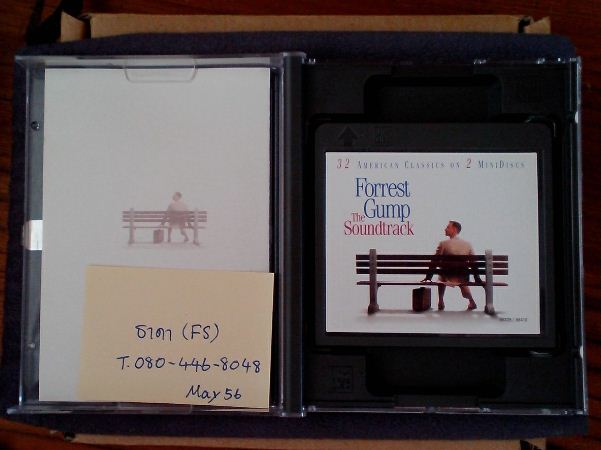 32 AMERICAN CLASSICS ON 2 MINIDISCS
Forrest
Gump
The
Soundtrack
ธาดา (FS)
T. 080-446-8048
May 56